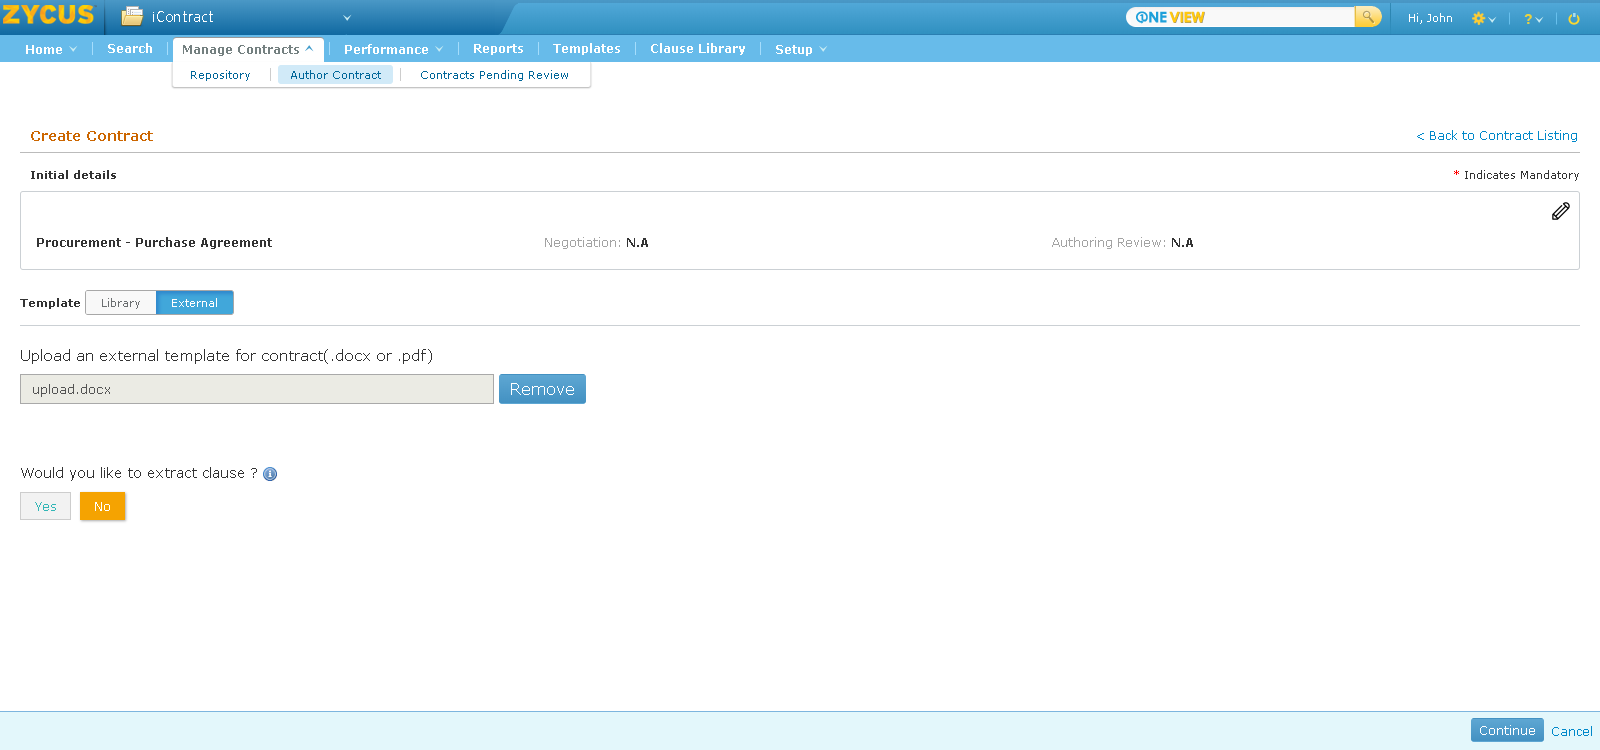 ZYCUS iContract ONE VIEW Hi, John ?
Home Search Manage Contracts Performance Reports Templates Clause Library Setup
Repository Author Contract Contracts Pending Review
Create Contract < Back to Contract Listing
Initial details * Indicates Mandatory
Procurement - Purchase Agreement Negotiation: N.A Authoring Review: N.A
Template Library External
Upload an external template for contract(.docx or .pdf)
upload.docx Remove
Would you like to extract clause ? i
Yes No
Continue Cancel